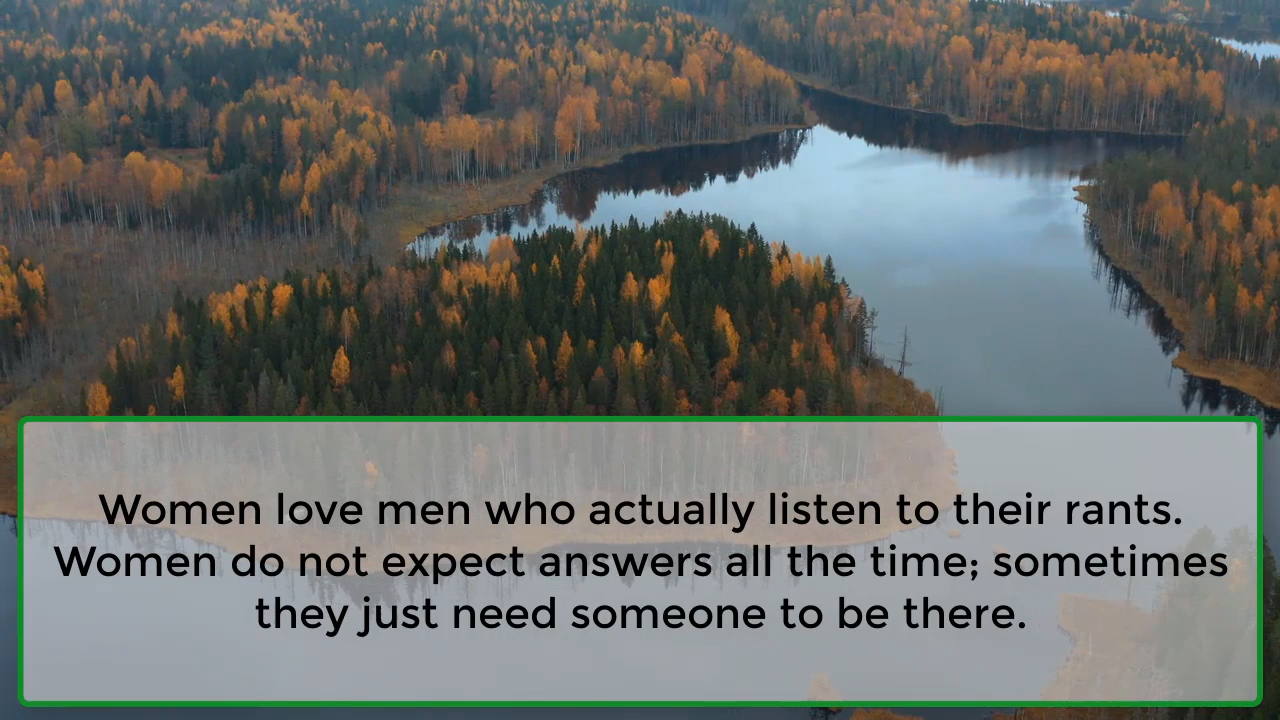 Women love men who actually listen to their rants.
Women do not expect answers all the time; sometimes
they just need someone to be there.